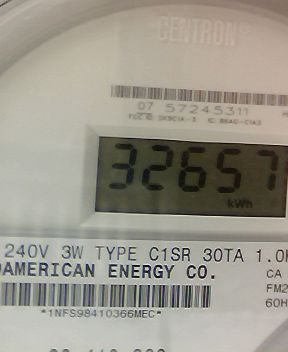 CENTRON
07 57245311
32657
kWh
240V 3W TYPE C1SR 30TA 1.0
AMERICAN ENERGY CO.
CA
FM2
60H
*1NFS98410366MEC*